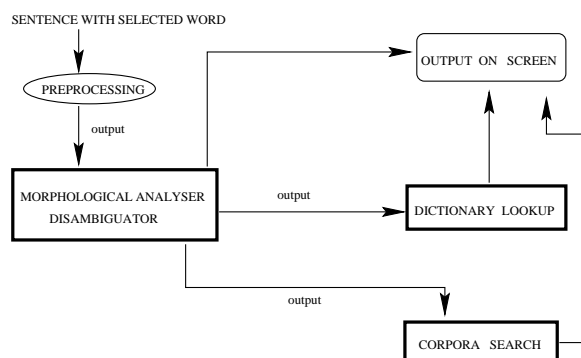 SENTENCE WITH SELECTED WORD
PREPROCESSING
output
OUTPUT ON SCREEN
MORPHOLOGICAL ANALYSER
DISAMBIGUATOR
output
DICTIONARY LOOKUP
output
CORPORA SEARCH